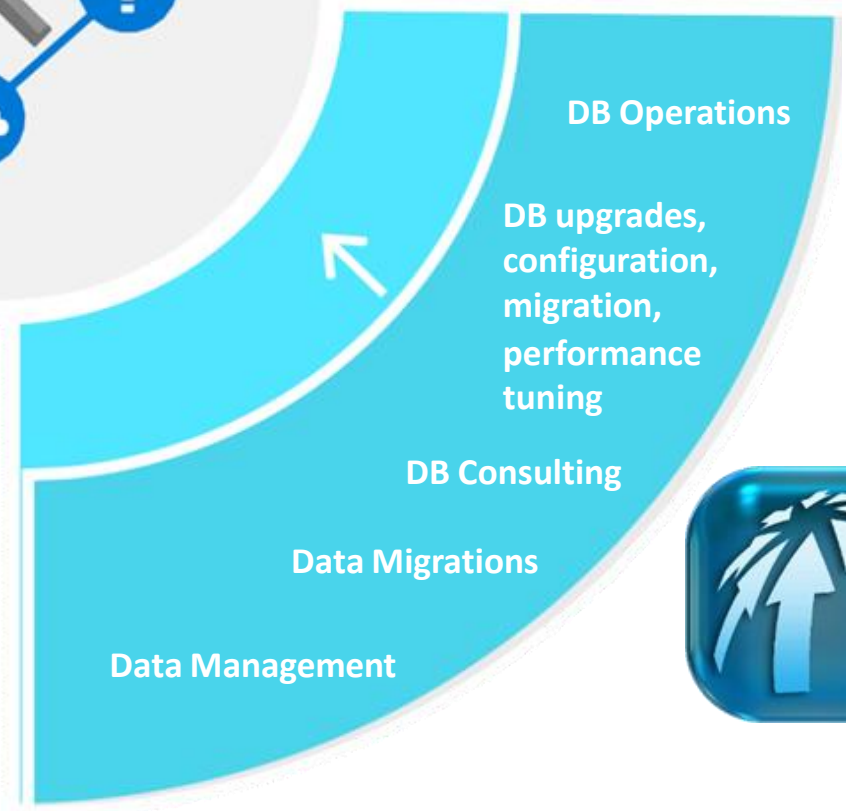 DB Operations
DB upgrades,
configuration,
migration,
performance
tuning
DB Consulting
Data Migrations
Data Management